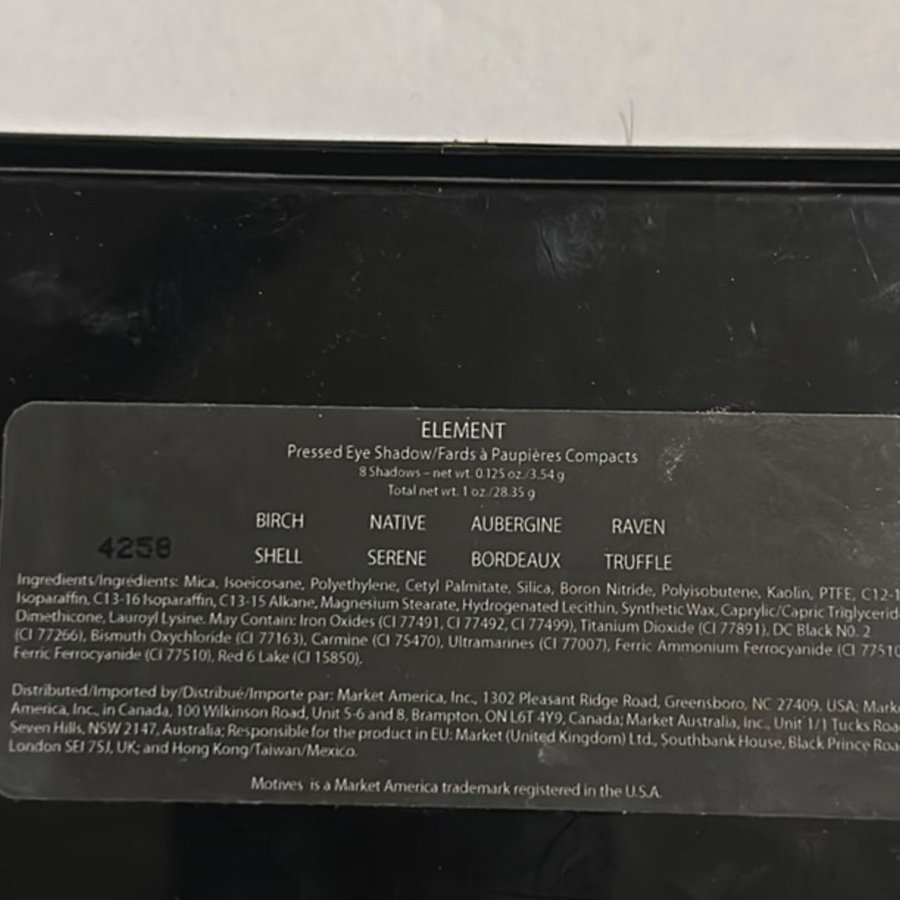 ELEMENT
Pressed Eye Shadow/Fards à Paupières Compacts
8 Shadows – net wt. 0.125 oz./3.54 g
Total net wt. 1 oz./28.35 g
BIRCH NATIVE AUBERGINE RAVEN
4258 SHELL SERENE BORDEAUX TRUFFLE
Ingredients/Ingrédients: Mica, Isoeicosane, Polyethylene, Cetyl Palmitate, Silica, Boron Nitride, Polyisobutene, Kaolin, PTFE, C12-1
Isoparaffin, C13-16 Isoparaffin, C13-15 Alkane, Magnesium Stearate, Hydrogenated Lecithin, Synthetic Wax, Caprylic/Capric Triglycerid
Dimethicone, Lauroyl Lysine. May Contain: Iron Oxides (CI 77491, CI 77492, CI 77499), Titanium Dioxide (CI 77891), DC Black NO. 2
(CI 77266), Bismuth Oxychloride (CI 77163), Carmine (CI 75470), Ultramarines (CI 77007), Ferric Ammonium Ferrocyanide (CI 77510
Ferric Ferrocyanide (CI 77510), Red 6 Lake (CI 15850).
Distributed/Imported by/Distribué/Importe par: Market America, Inc., 1302 Pleasant Ridge Road, Greensboro, NC 27409, USA; Mark
America, Inc., in Canada, 100 Wilkinson Road, Unit 5-6 and 8, Brampton, ON L6T 4Y9, Canada; Market Australia, Inc., Unit 1/1 Tucks Roa
Seven Hills, NSW 2147, Australia; Responsible for the product in EU: Market (United Kingdom) Ltd., Southbank House, Black Prince Roa
London SE1 7SJ, UK; and Hong Kong/Taiwan/Mexico.
Motives is a Market America trademark registered in the U.S.A.